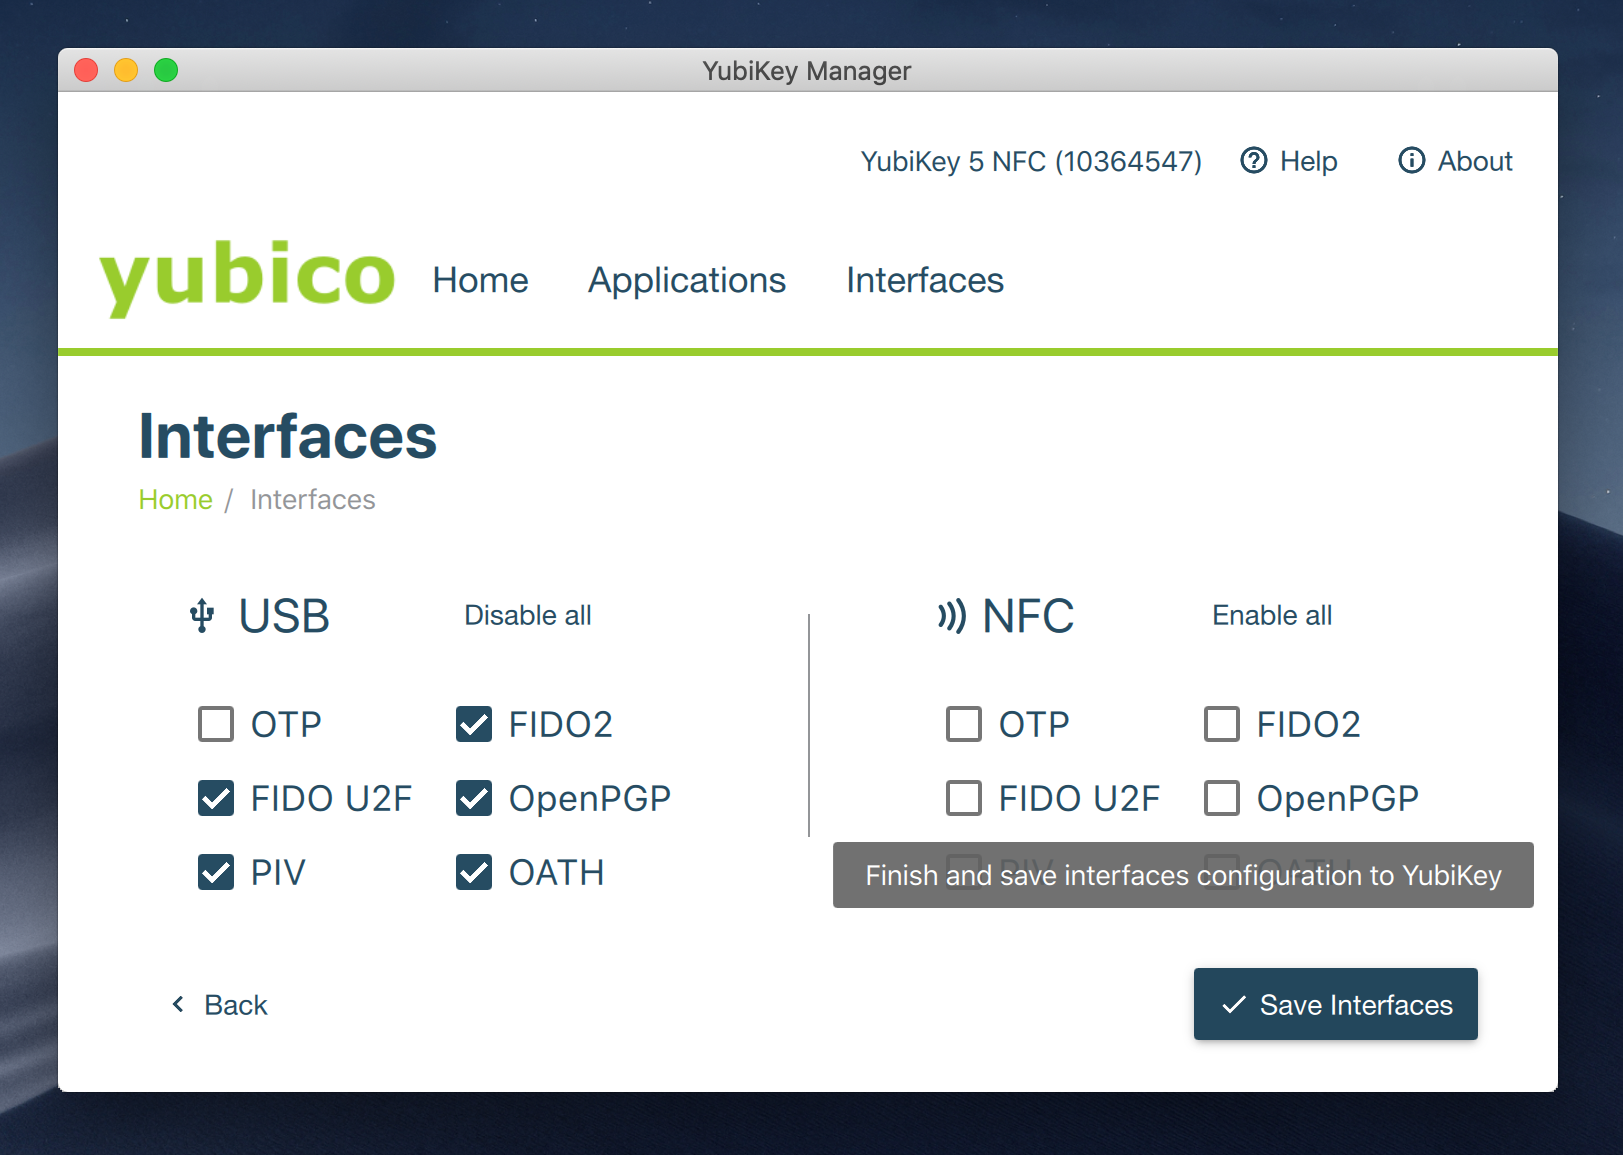 YubiKey Manager
YubiKey 5 NFC (10364547) Help About
yubico Home Applications Interfaces
Interfaces
Home / Interfaces
USB Disable all
OTP FIDO2
FIDO U2F OpenPGP
PIV OATH
NFC Enable all
OTP FIDO2
FIDO U2F OpenPGP
PIV OATH
Finish and save interfaces configuration to YubiKey
Back Save Interfaces